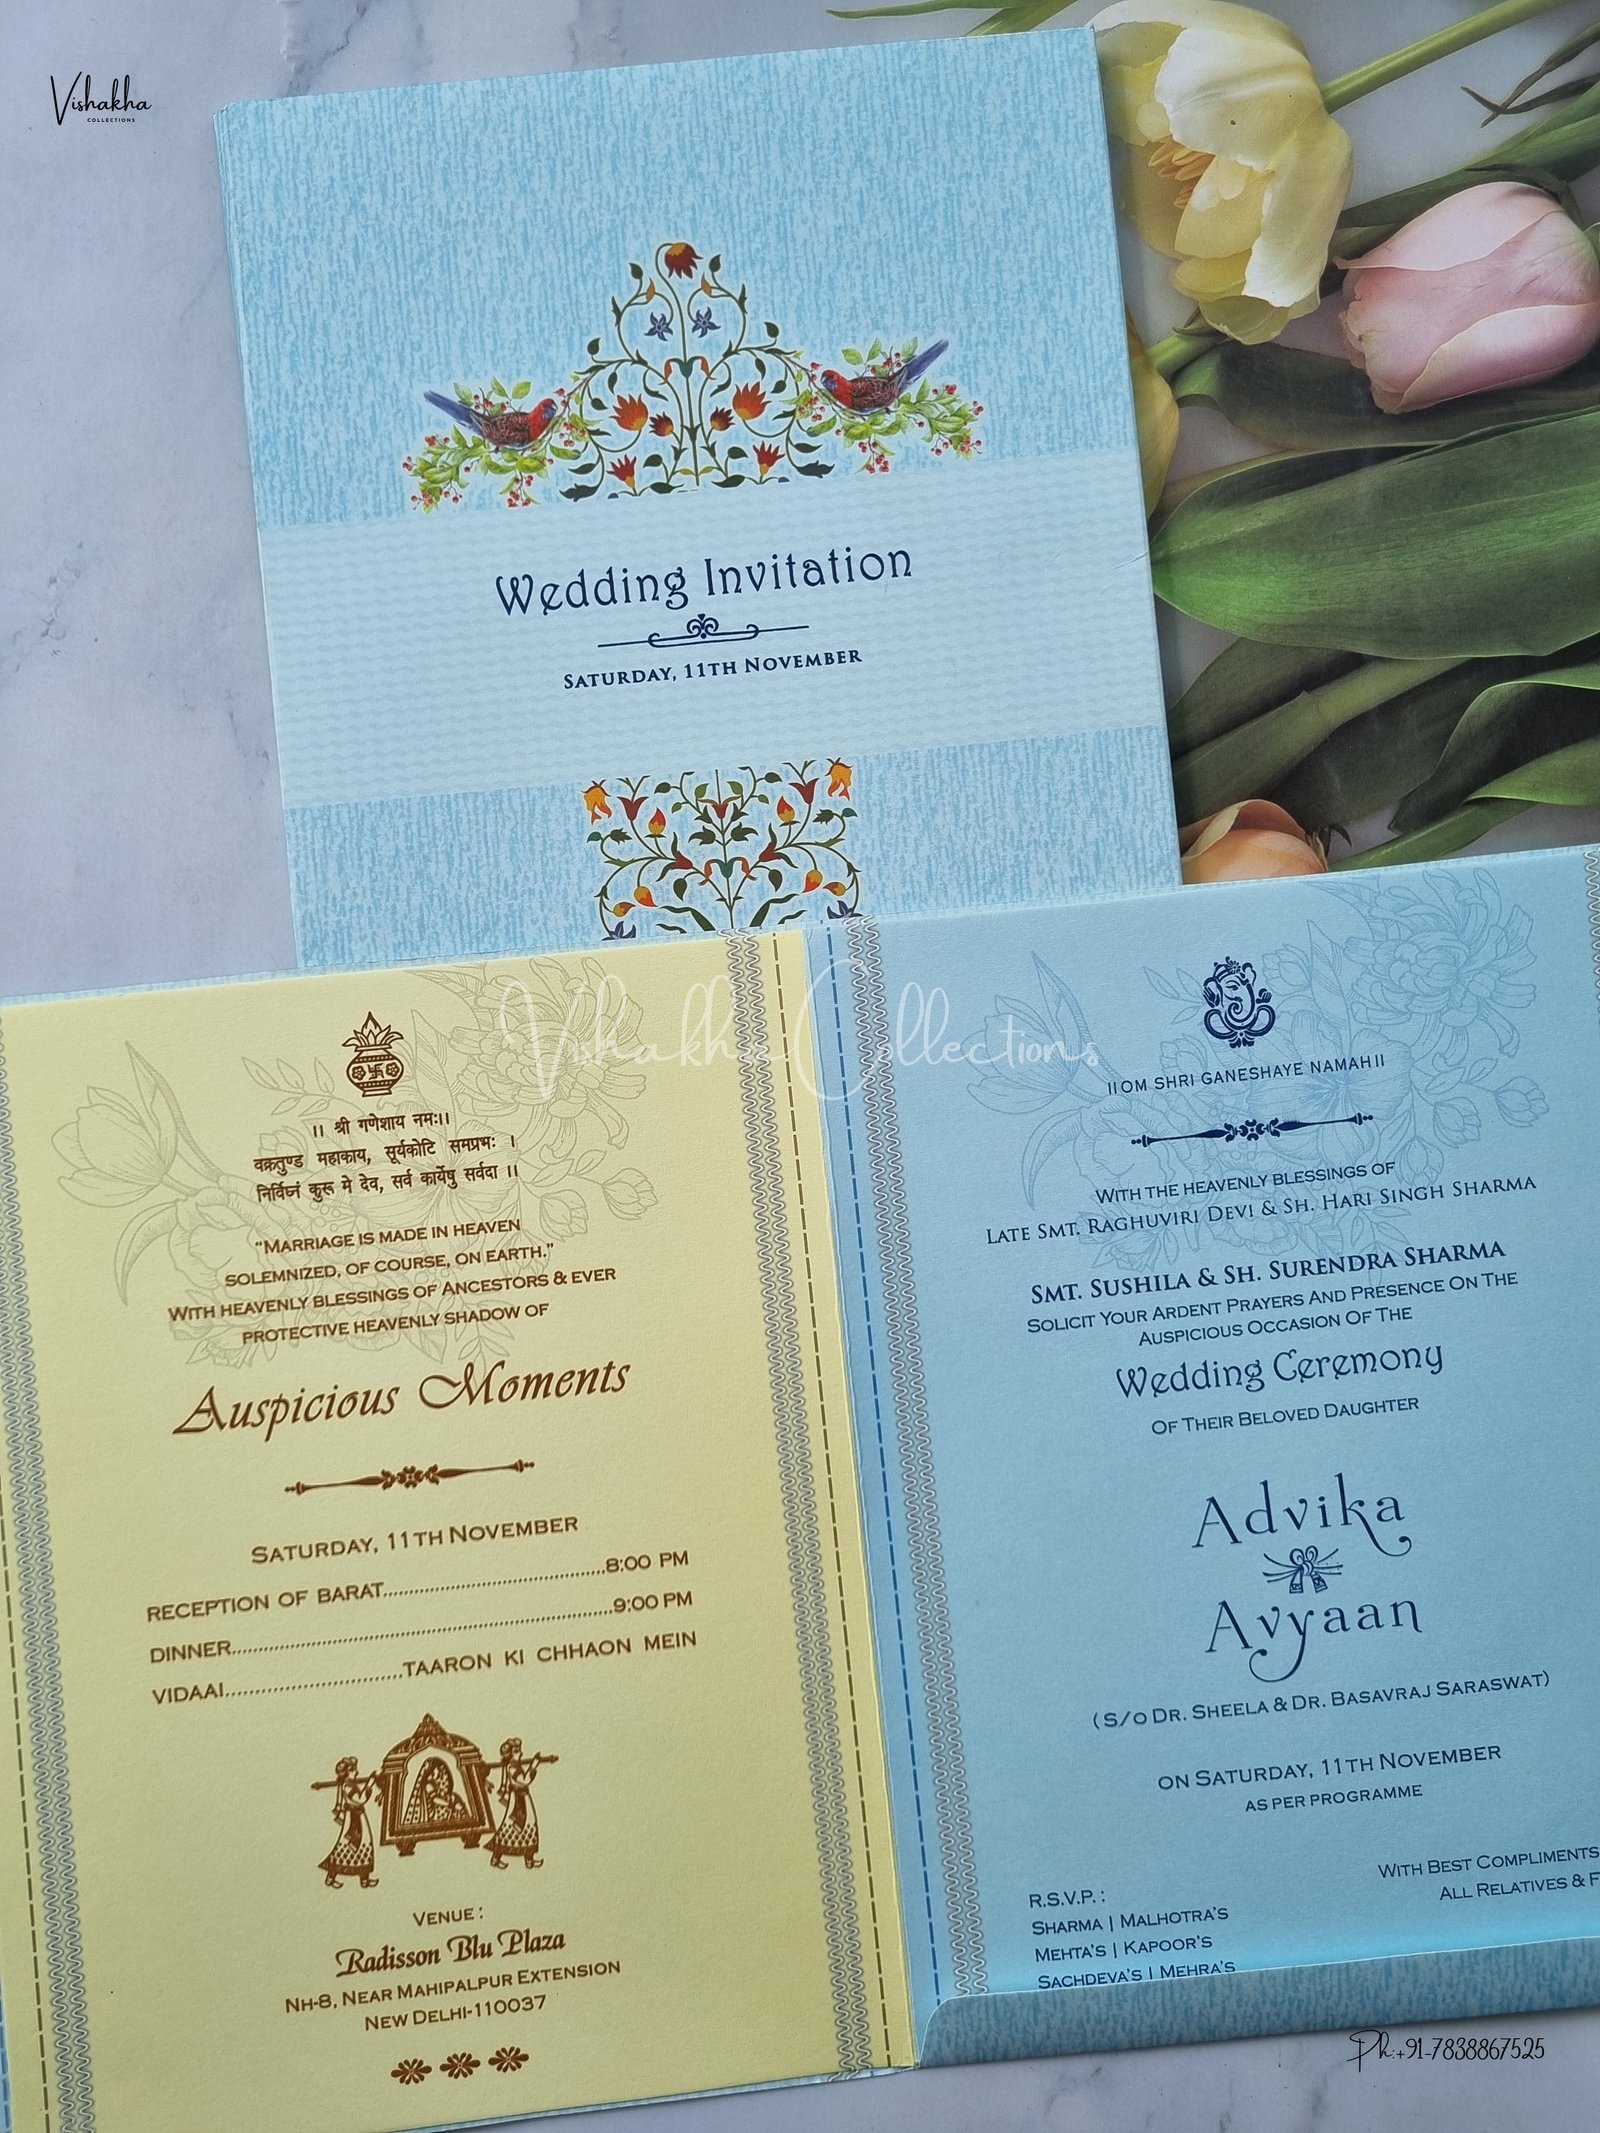 Vishakha
COLLECTIONS
Wedding Invitation
SATURDAY, 11TH NOVEMBER
Vishakha Collections
।। श्री गणेशाय नमः।।
वक्रतुण्ड महाकाय, सूर्यकोटि समप्रभः ।
निर्विघ्नं कुरू मे देव, सर्व कार्येषु सर्वदा ।।
“MARRIAGE IS MADE IN HEAVEN
SOLEMNIZED, OF COURSE, ON EARTH.”
WITH HEAVENLY BLESSINGS OF ANCESTORS & EVER
PROTECTIVE HEAVENLY SHADOW OF
Auspicious Moments
SATURDAY, 11TH NOVEMBER
RECEPTION OF BARAT........................................8:00 PM
DINNER........................................9:00 PM
VIDAAI..............................TAARON KI CHHAON MEIN
VENUE :
Radisson Blu Plaza
NH-8, NEAR MAHIPALPUR EXTENSION
NEW DELHI-110037
II OM SHRI GANESHAYE NAMAH II
WITH THE HEAVENLY BLESSINGS OF
LATE SMT. RAGHUVIRI DEVI & SH. HARI SINGH SHARMA
SMT. SUSHILA & SH. SURENDRA SHARMA
SOLICIT YOUR ARDENT PRAYERS AND PRESENCE ON THE
AUSPICIOUS OCCASION OF THE
Wedding Ceremony
OF THEIR BELOVED DAUGHTER
Advika
Avyaan
(S/O DR. SHEELA & DR. BASAVRAJ SARASWAT)
ON SATURDAY, 11TH NOVEMBER
AS PER PROGRAMME
WITH BEST COMPLIMENTS
ALL RELATIVES & F
R.S.V.P. :
SHARMA | MALHOTRA'S
MEHTA'S | KAPOOR'S
SACHDEVA'S | MEHRA'S
Ph:+91-7838867525